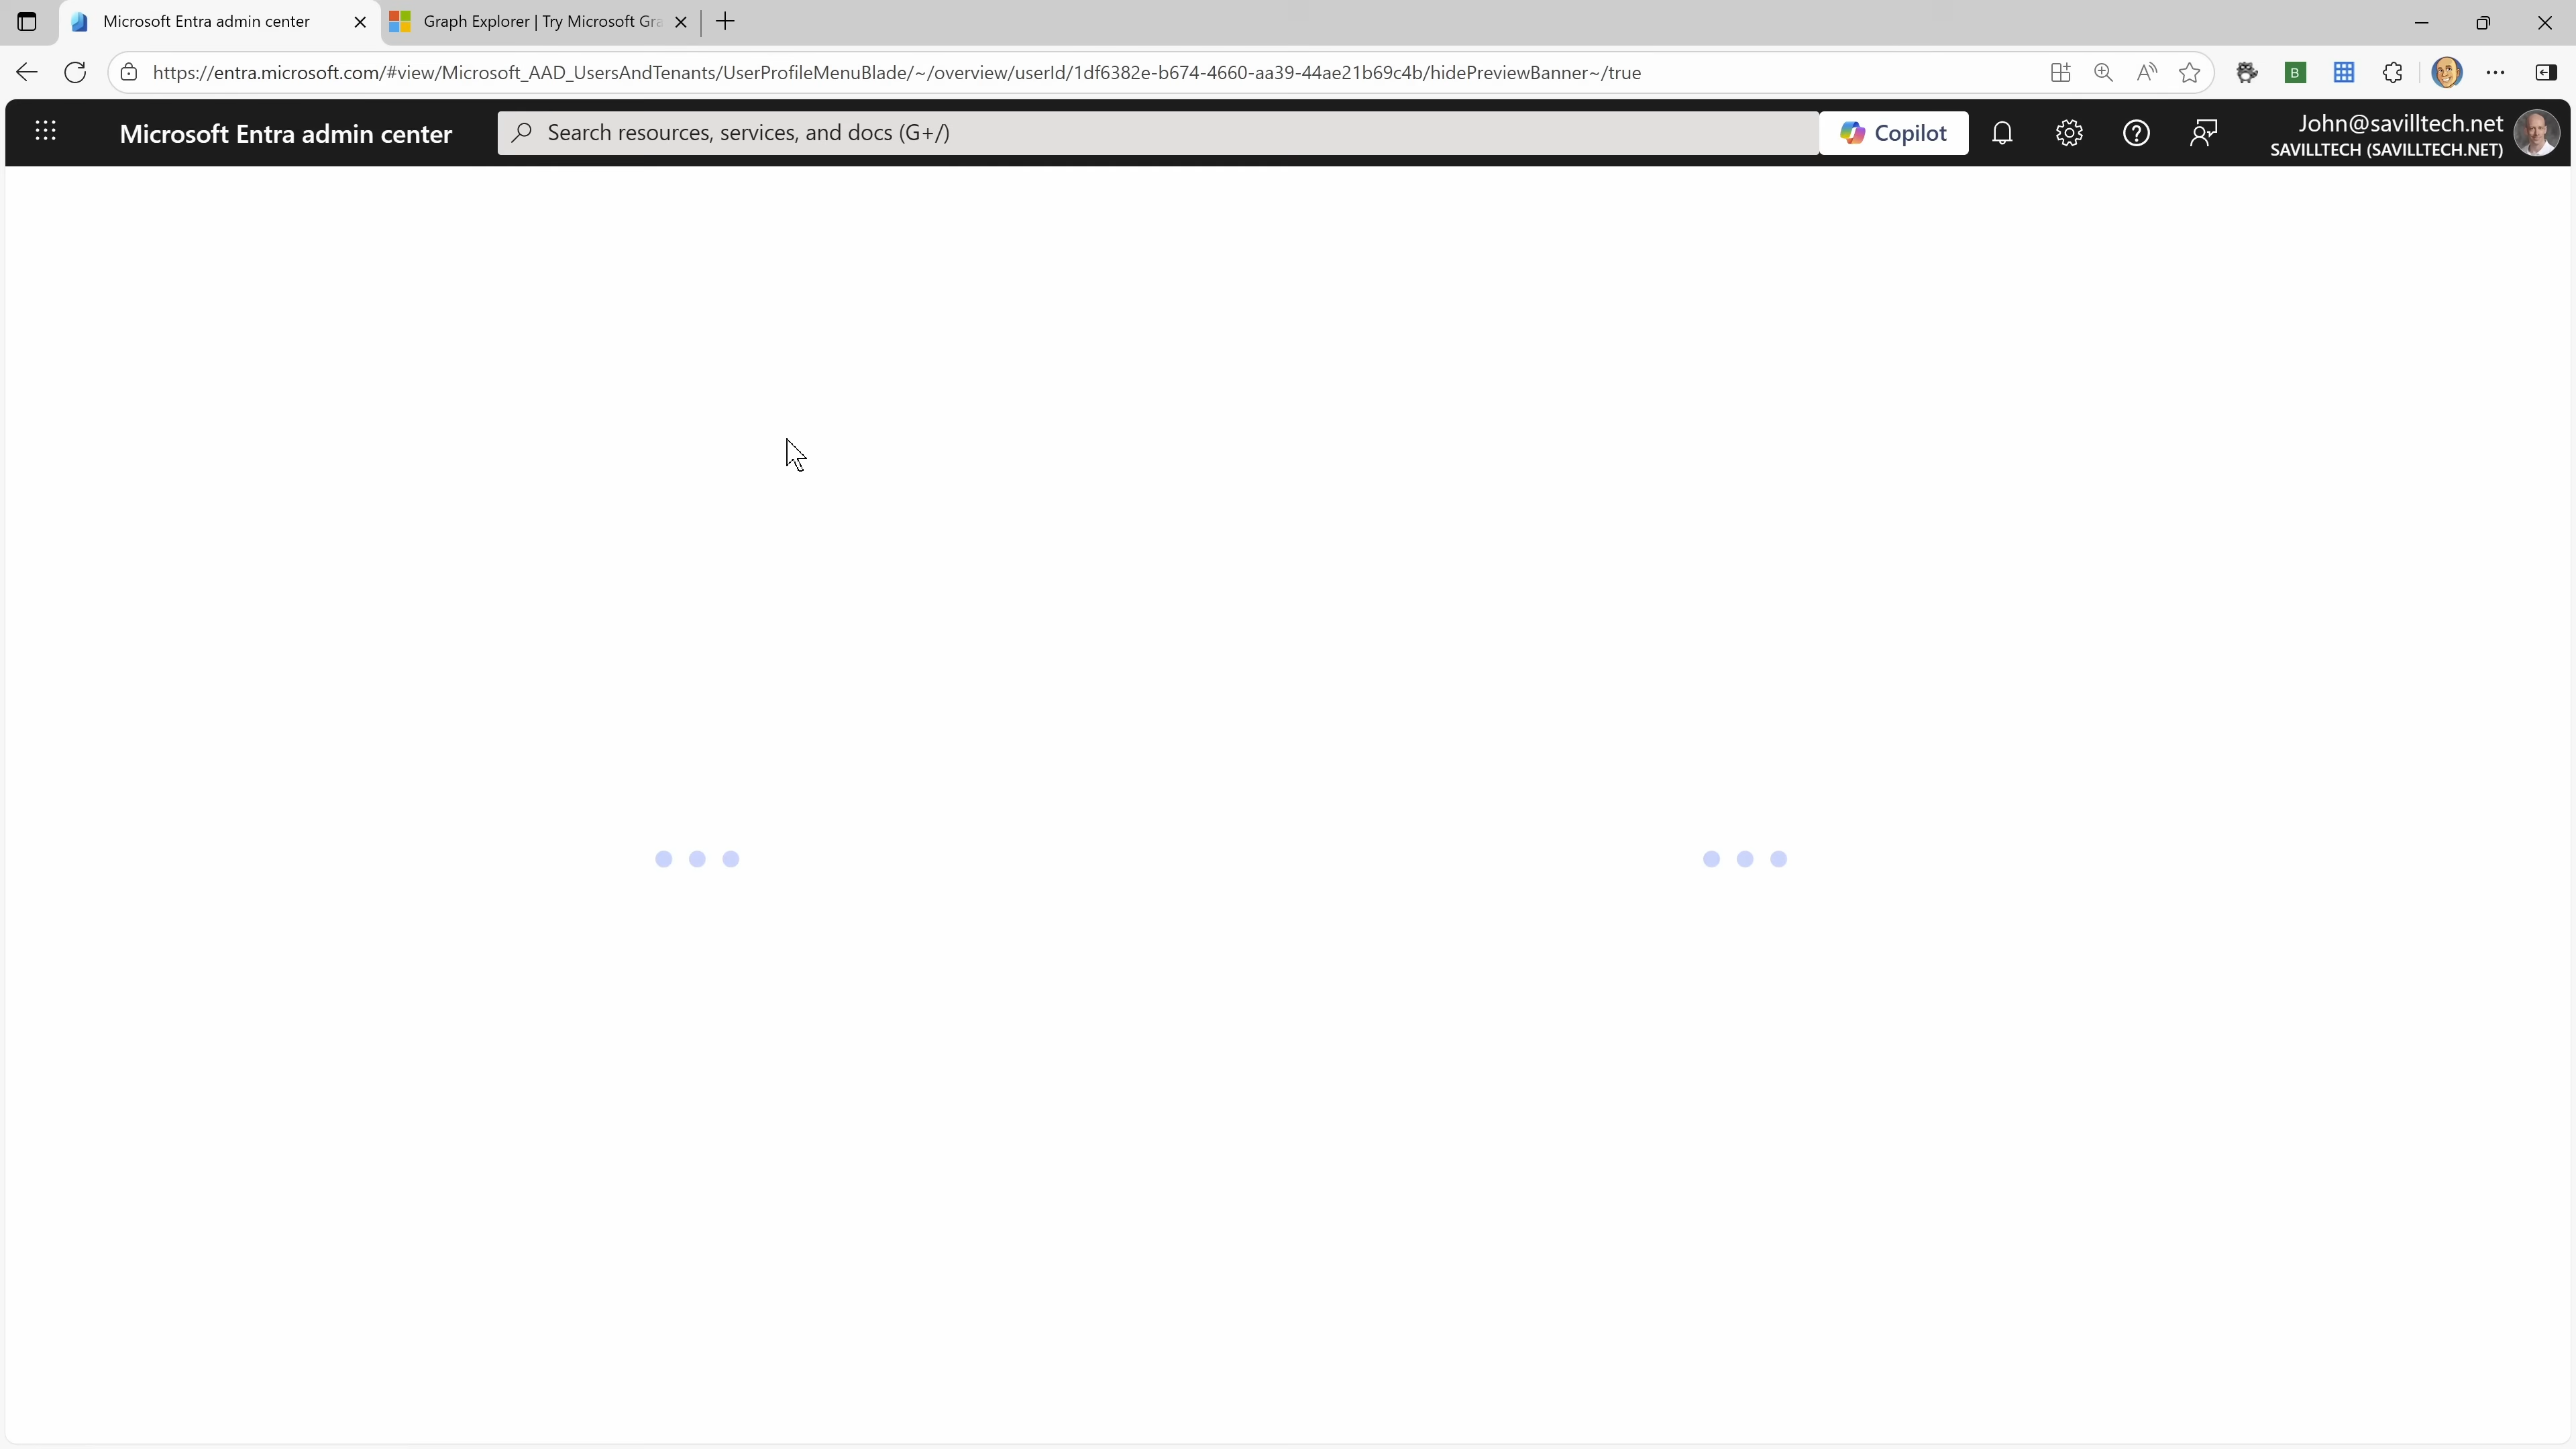 Microsoft Entra admin center
Graph Explorer | Try Microsoft Gra
https://entra.microsoft.com/#view/Microsoft_AAD_UsersAndTenants/UserProfileMenuBlade/~/overview/userId/1df6382e-b674-4660-aa39-44ae21b69c4b/hidePreviewBanner~/true
B
Microsoft Entra admin center
Search resources, services, and docs (G+/)
Copilot
John@savilltech.net
SAVILLTECH (SAVILLTECH.NET)